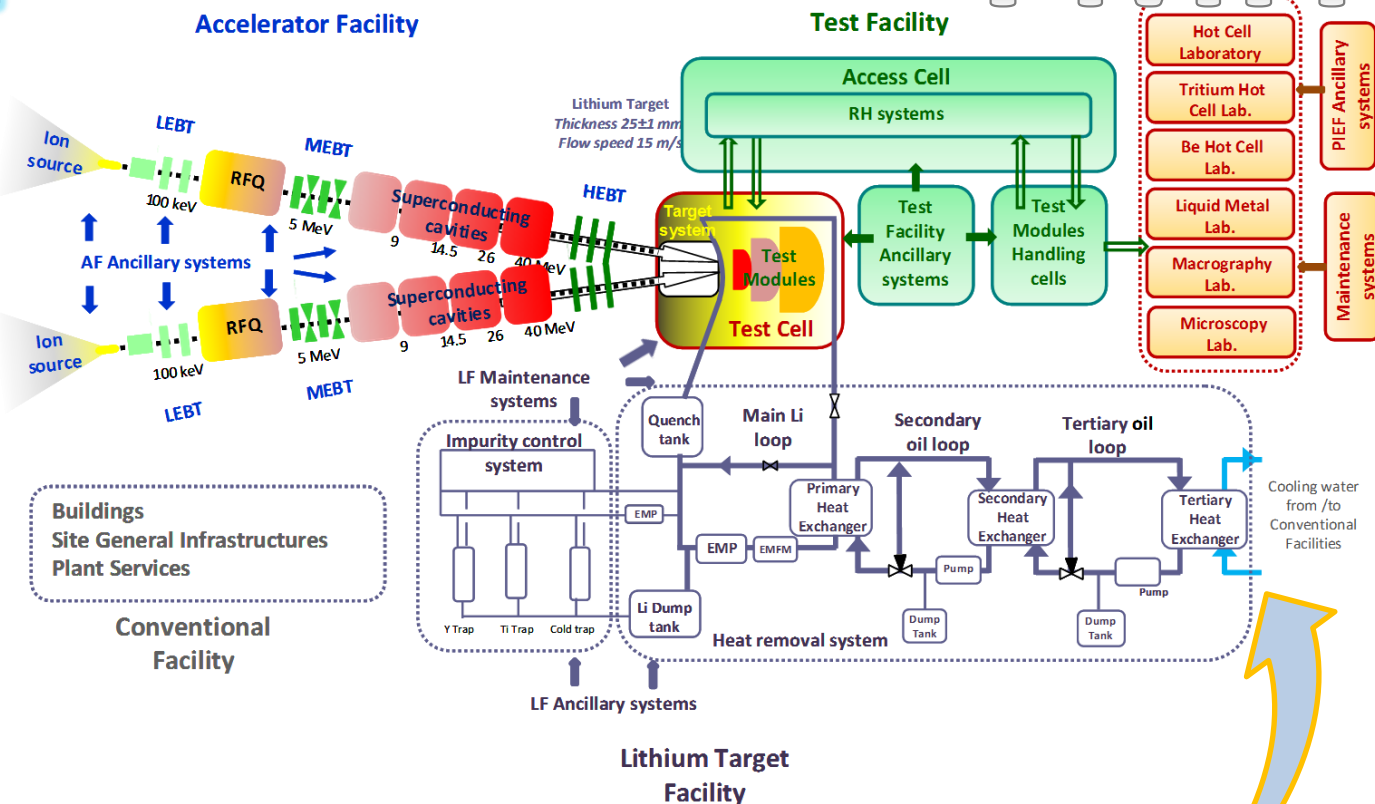 Accelerator Facility
Test Facility
Ion
source
LEBT
100 keV
RFQ
MEBT
5 MeV
Superconducting
cavities
9
14.5
26
40 MeV
HEBT
AF Ancillary systems
Ion
source
LEBT
100 keV
RFQ
MEBT
5 MeV
Superconducting
cavities
9
14.5
26
40 MeV
Lithium Target
Thickness 25±1 mm
Flow speed 15 m/s
Access Cell
RH systems
Target
system
Test
Modules
Test Cell
Test
Facility
Ancillary
systems
Test
Modules
Handling
cells
Hot Cell
Laboratory
Tritium Hot
Cell Lab.
Be Hot Cell
Lab.
Liquid Metal
Lab.
Macrography
Lab.
Microscopy
Lab.
PIEF Ancillary
systems
Maintenance
systems
LF Maintenance
systems
Impurity control
system
EMP
Y Trap
Ti Trap
Cold trap
Quench
tank
Main Li
loop
EMP
EMFM
Li Dump
tank
Primary
Heat
Exchanger
Secondary
oil loop
Pump
Dump
Tank
Secondary
Heat
Exchanger
Tertiary oil
loop
Pump
Dump
Tank
Tertiary
Heat
Exchanger
Cooling water
from /to
Conventional
Facilities
Heat removal system
LF Ancillary systems
Buildings
Site General Infrastructures
Plant Services
Conventional
Facility
Lithium Target
Facility